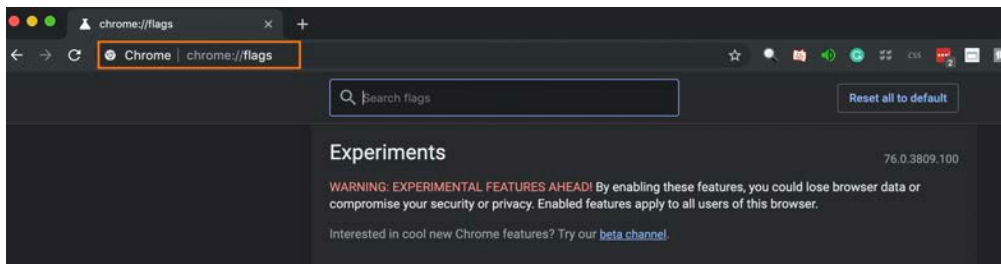 chrome://flags
Chrome | chrome://flags
css
2
Search flags
Reset all to default
Experiments
76.0.3809.100
WARNING: EXPERIMENTAL FEATURES AHEAD! By enabling these features, you could lose browser data or
compromise your security or privacy. Enabled features apply to all users of this browser.
Interested in cool new Chrome features? Try our beta channel.